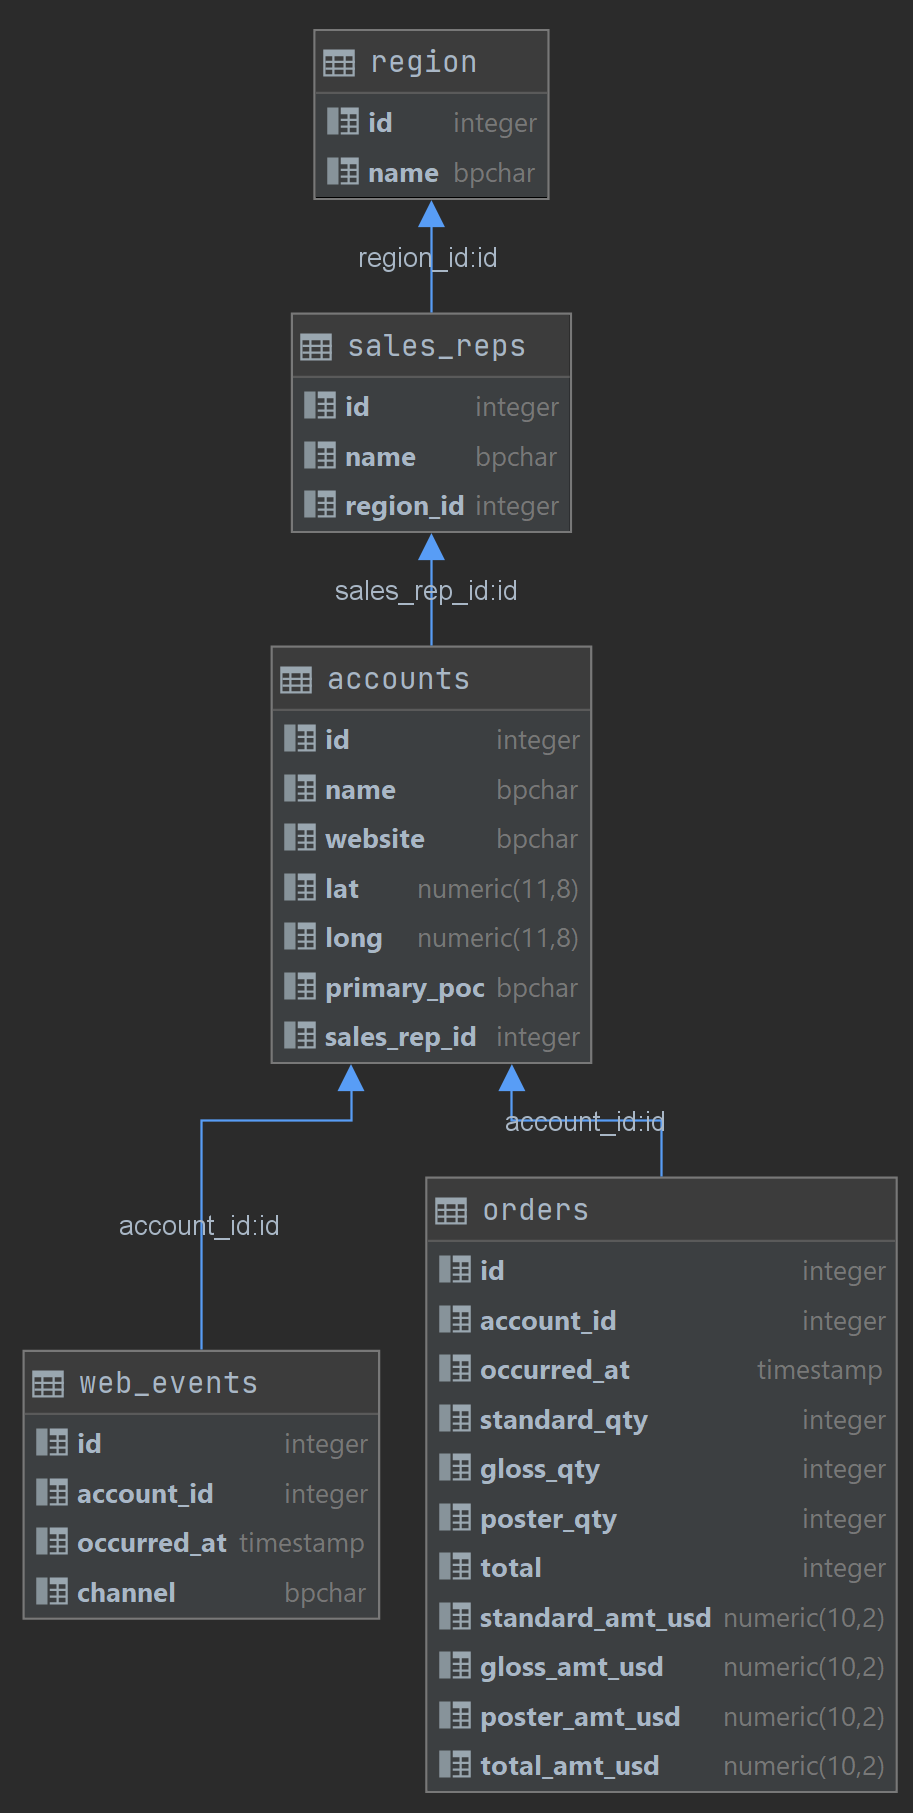 region
id integer
name bpchar
region_id:id
sales_reps
id integer
name bpchar
region_id integer
sales_rep_id:id
accounts
id integer
name bpchar
website bpchar
lat numeric(11,8)
long numeric(11,8)
primary_poc bpchar
sales_rep_id integer
account_id:id
account_id:id
web_events
id integer
account_id integer
occurred_at timestamp
channel bpchar
orders
id integer
account_id integer
occurred_at timestamp
standard_qty integer
gloss_qty integer
poster_qty integer
total integer
standard_amt_usd numeric(10,2)
gloss_amt_usd numeric(10,2)
poster_amt_usd numeric(10,2)
total_amt_usd numeric(10,2)